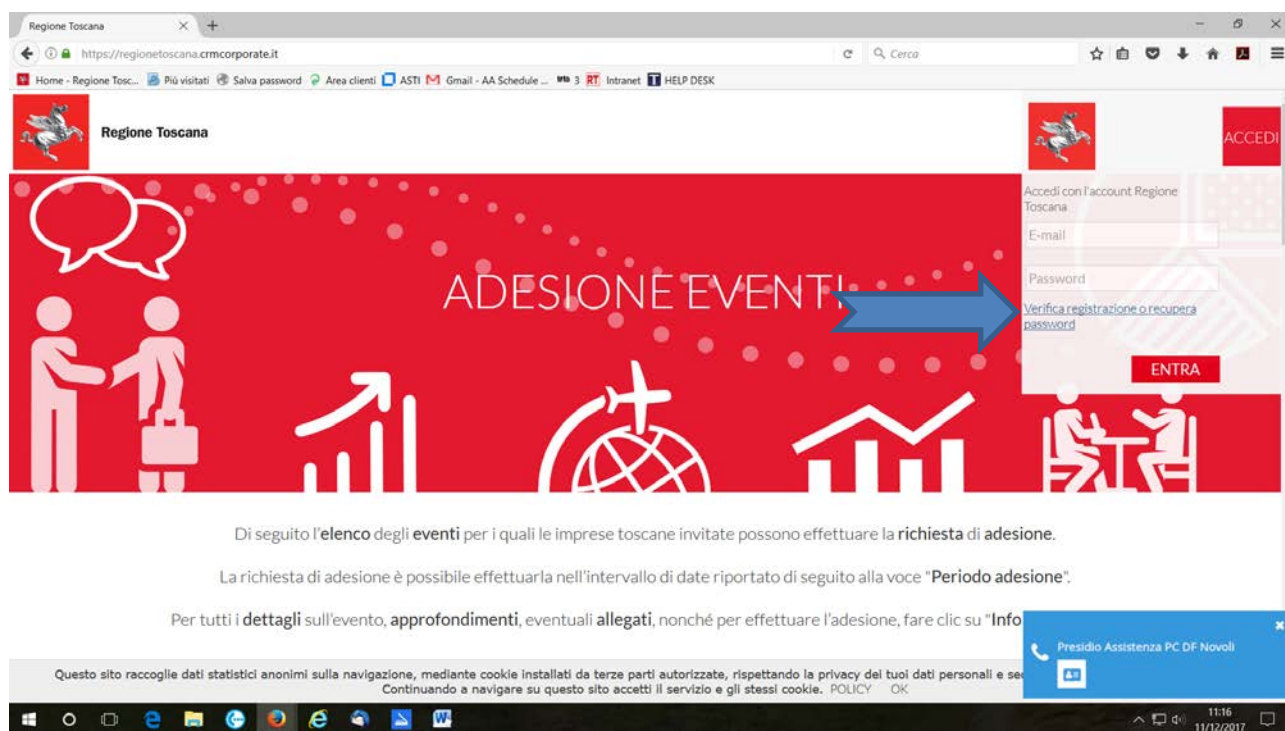 Regione Toscana
https://regionetoscana.crmcorporate.it
Cerca
Home - Regione Tosc... Più visitati Salva password Area clienti ASTI Gmail - AA Schedule ... 3 RT Intranet HELP DESK
Regione Toscana
ACCEDI
Accedi con l'account Regione
Toscana
E-mail
Password
Verifica registrazione o recupera
password
ENTRA
ADESIONE EVENTI
Di seguito l'elenco degli eventi per i quali le imprese toscane invitate possono effettuare la richiesta di adesione.
La richiesta di adesione è possibile effettuarla nell'intervallo di date riportato di seguito alla voce "Periodo adesione".
Per tutti i dettagli sull'evento, approfondimenti, eventuali allegati, nonché per effettuare l'adesione, fare clic su "Info
Presidio Assistenza PC DF Novoli
Questo sito raccoglie dati statistici anonimi sulla navigazione, mediante cookie installati da terze parti autorizzate, rispettando la privacy dei tuoi dati personali e
Continuando a navigare su questo sito accetti il servizio e gli stessi cookie. POLICY OK
11:16
11/12/2017